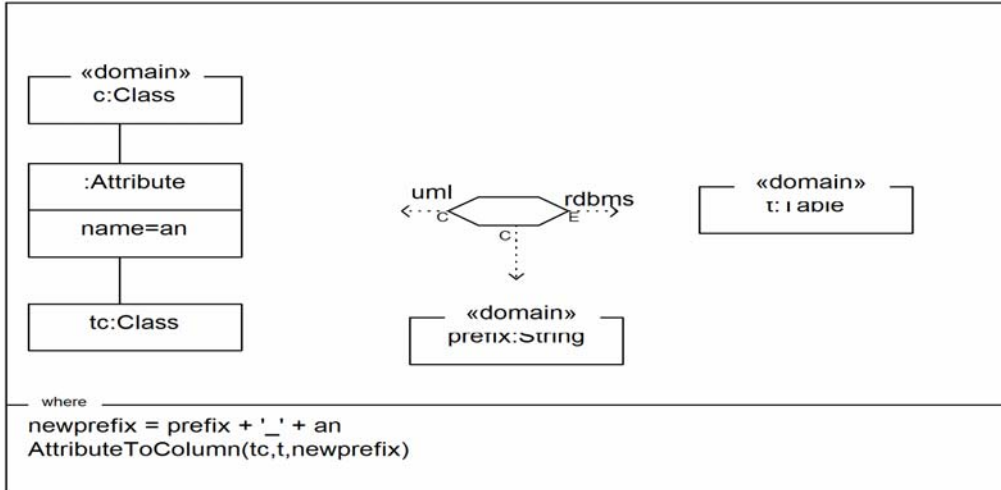 «domain»
c:Class
:Attribute
name=an
tc:Class
uml
rdbms
C
E
C
«domain»
prefix:String
«domain»
t:Table
where
newprefix = prefix + '_' + an
AttributeToColumn(tc,t,newprefix)